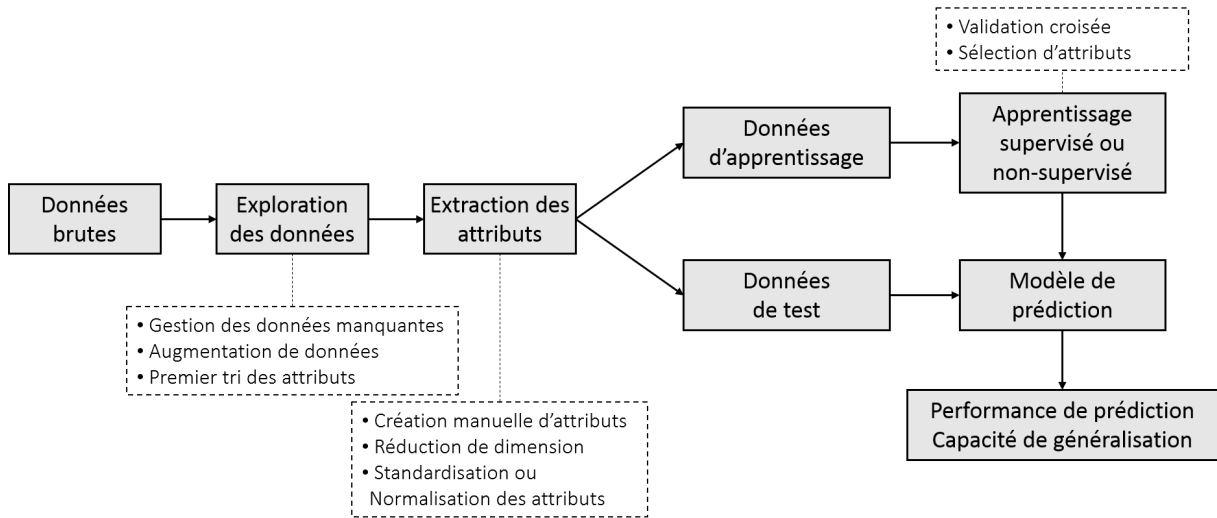 • Validation croisée
• Sélection d'attributs
Données
d'apprentissage
Apprentissage
supervisé ou
non-supervisé
Données
brutes
Exploration
des données
Extraction des
attributs
Données
de test
Modèle de
prédiction
• Gestion des données manquantes
• Augmentation de données
• Premier tri des attributs
• Création manuelle d'attributs
• Réduction de dimension
• Standardisation ou
Normalisation des attributs
Performance de prédiction
Capacité de généralisation